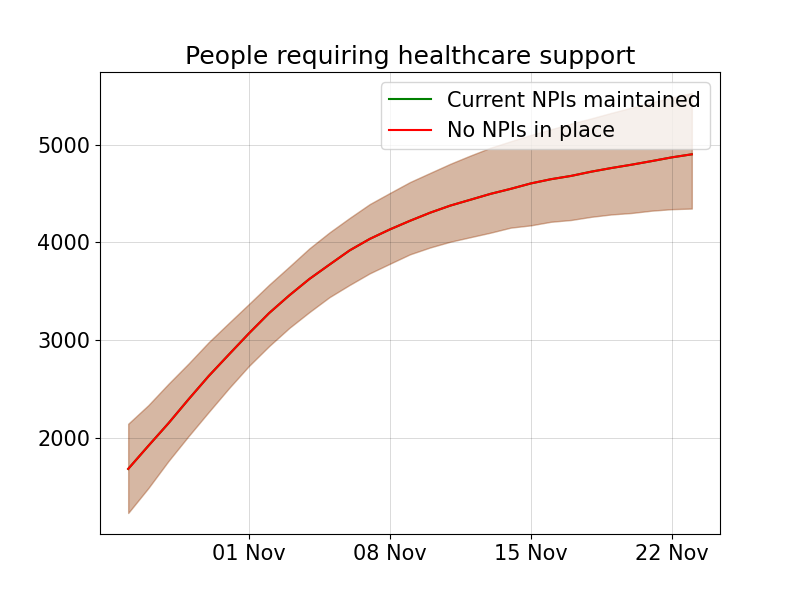 People requiring healthcare support
Current NPIs maintained
No NPIs in place
5000
4000
3000
2000
01 Nov
08 Nov
15 Nov
22 Nov